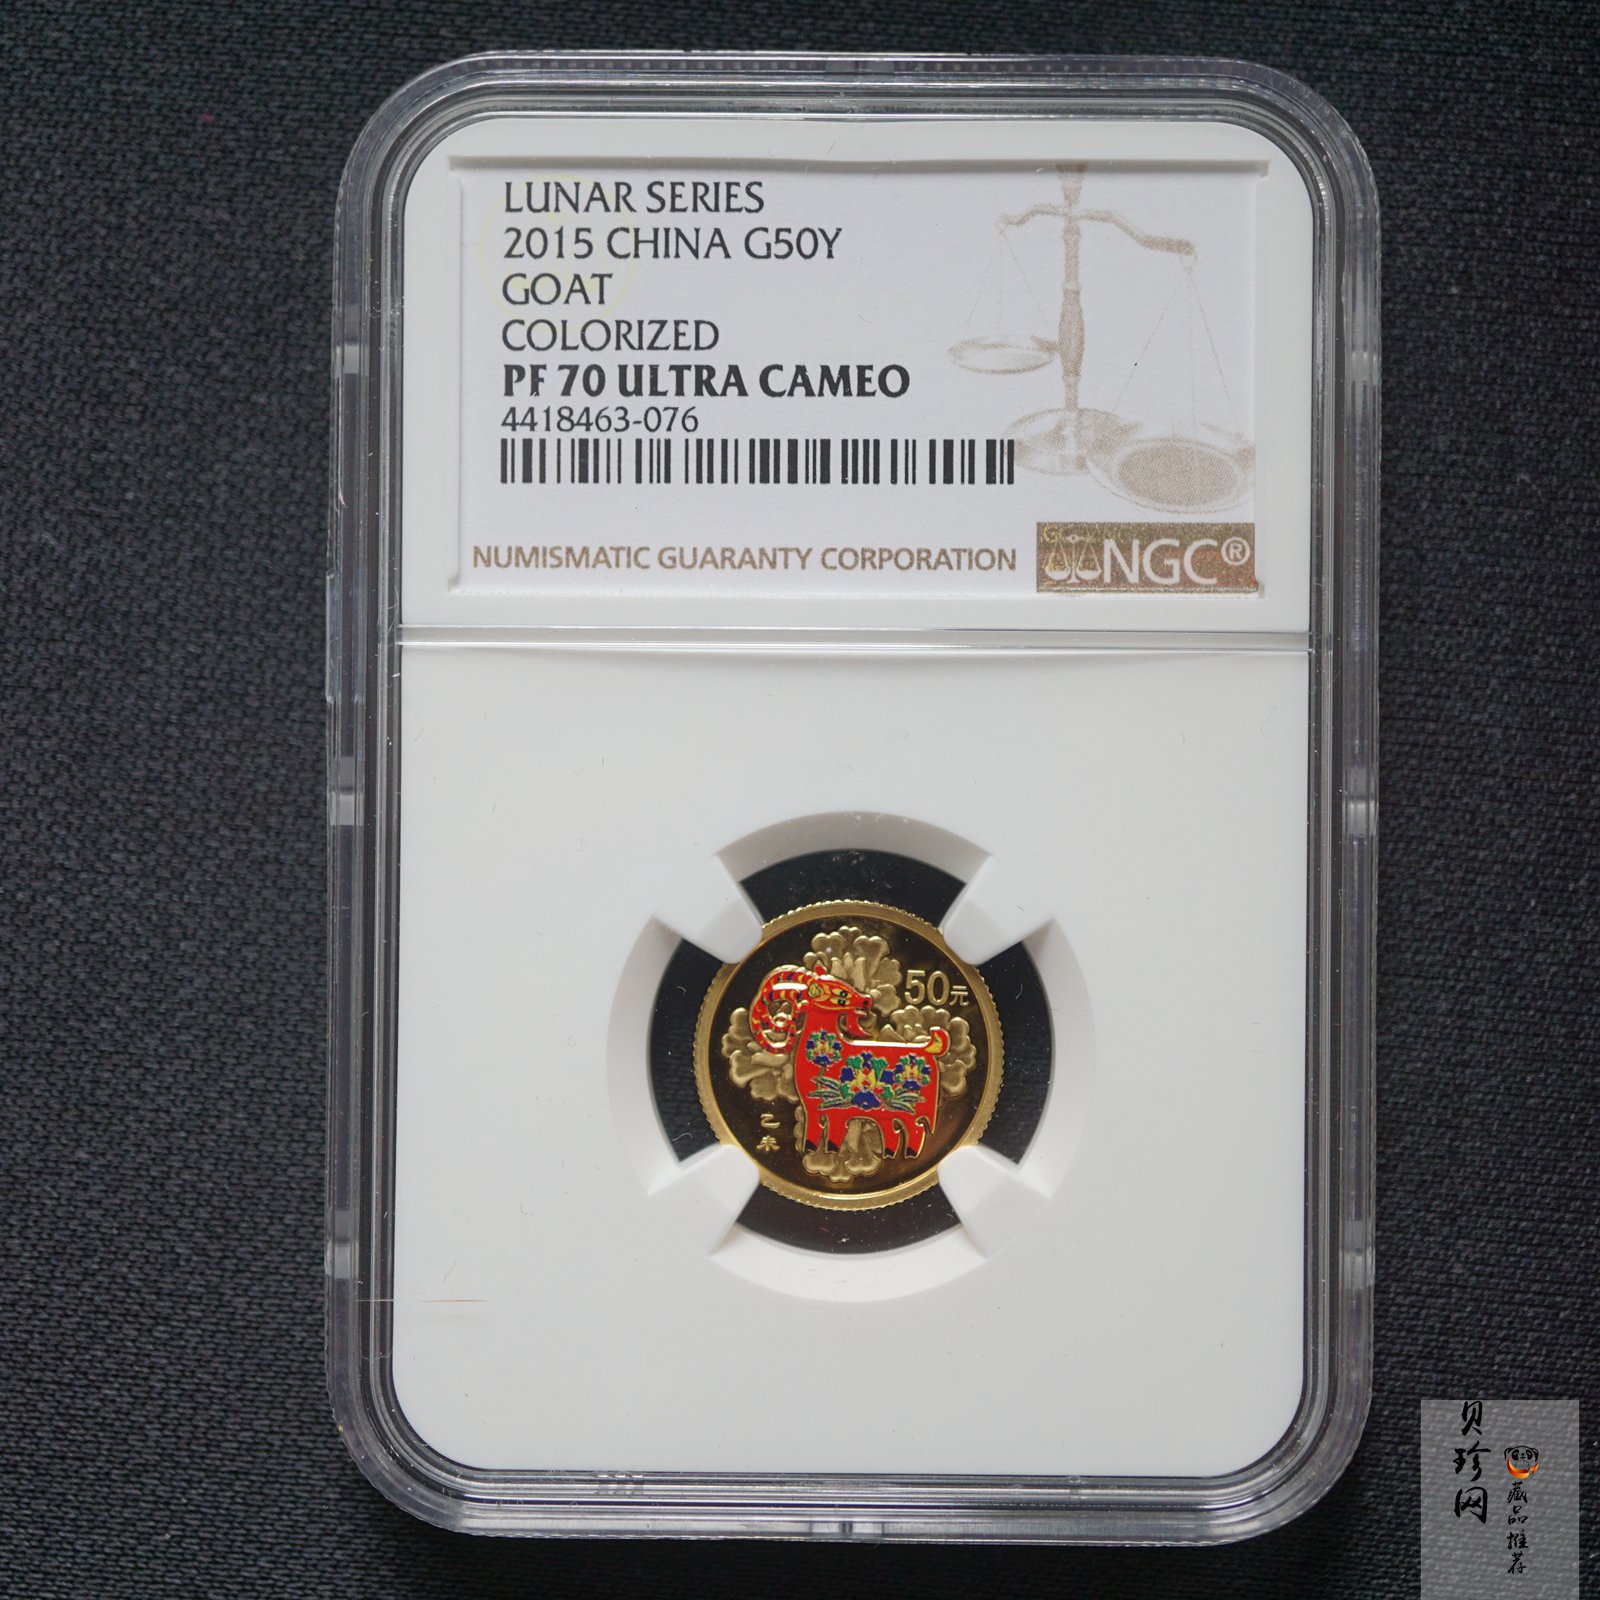 LUNAR SERIES
2015 CHINA G50Y
GOAT
COLORIZED
PF 70 ULTRA CAMEO
4418463-076
NUMISMATIC GUARANTY CORPORATION
NGC®
50元
乙未
贝珍网
藏品推荐